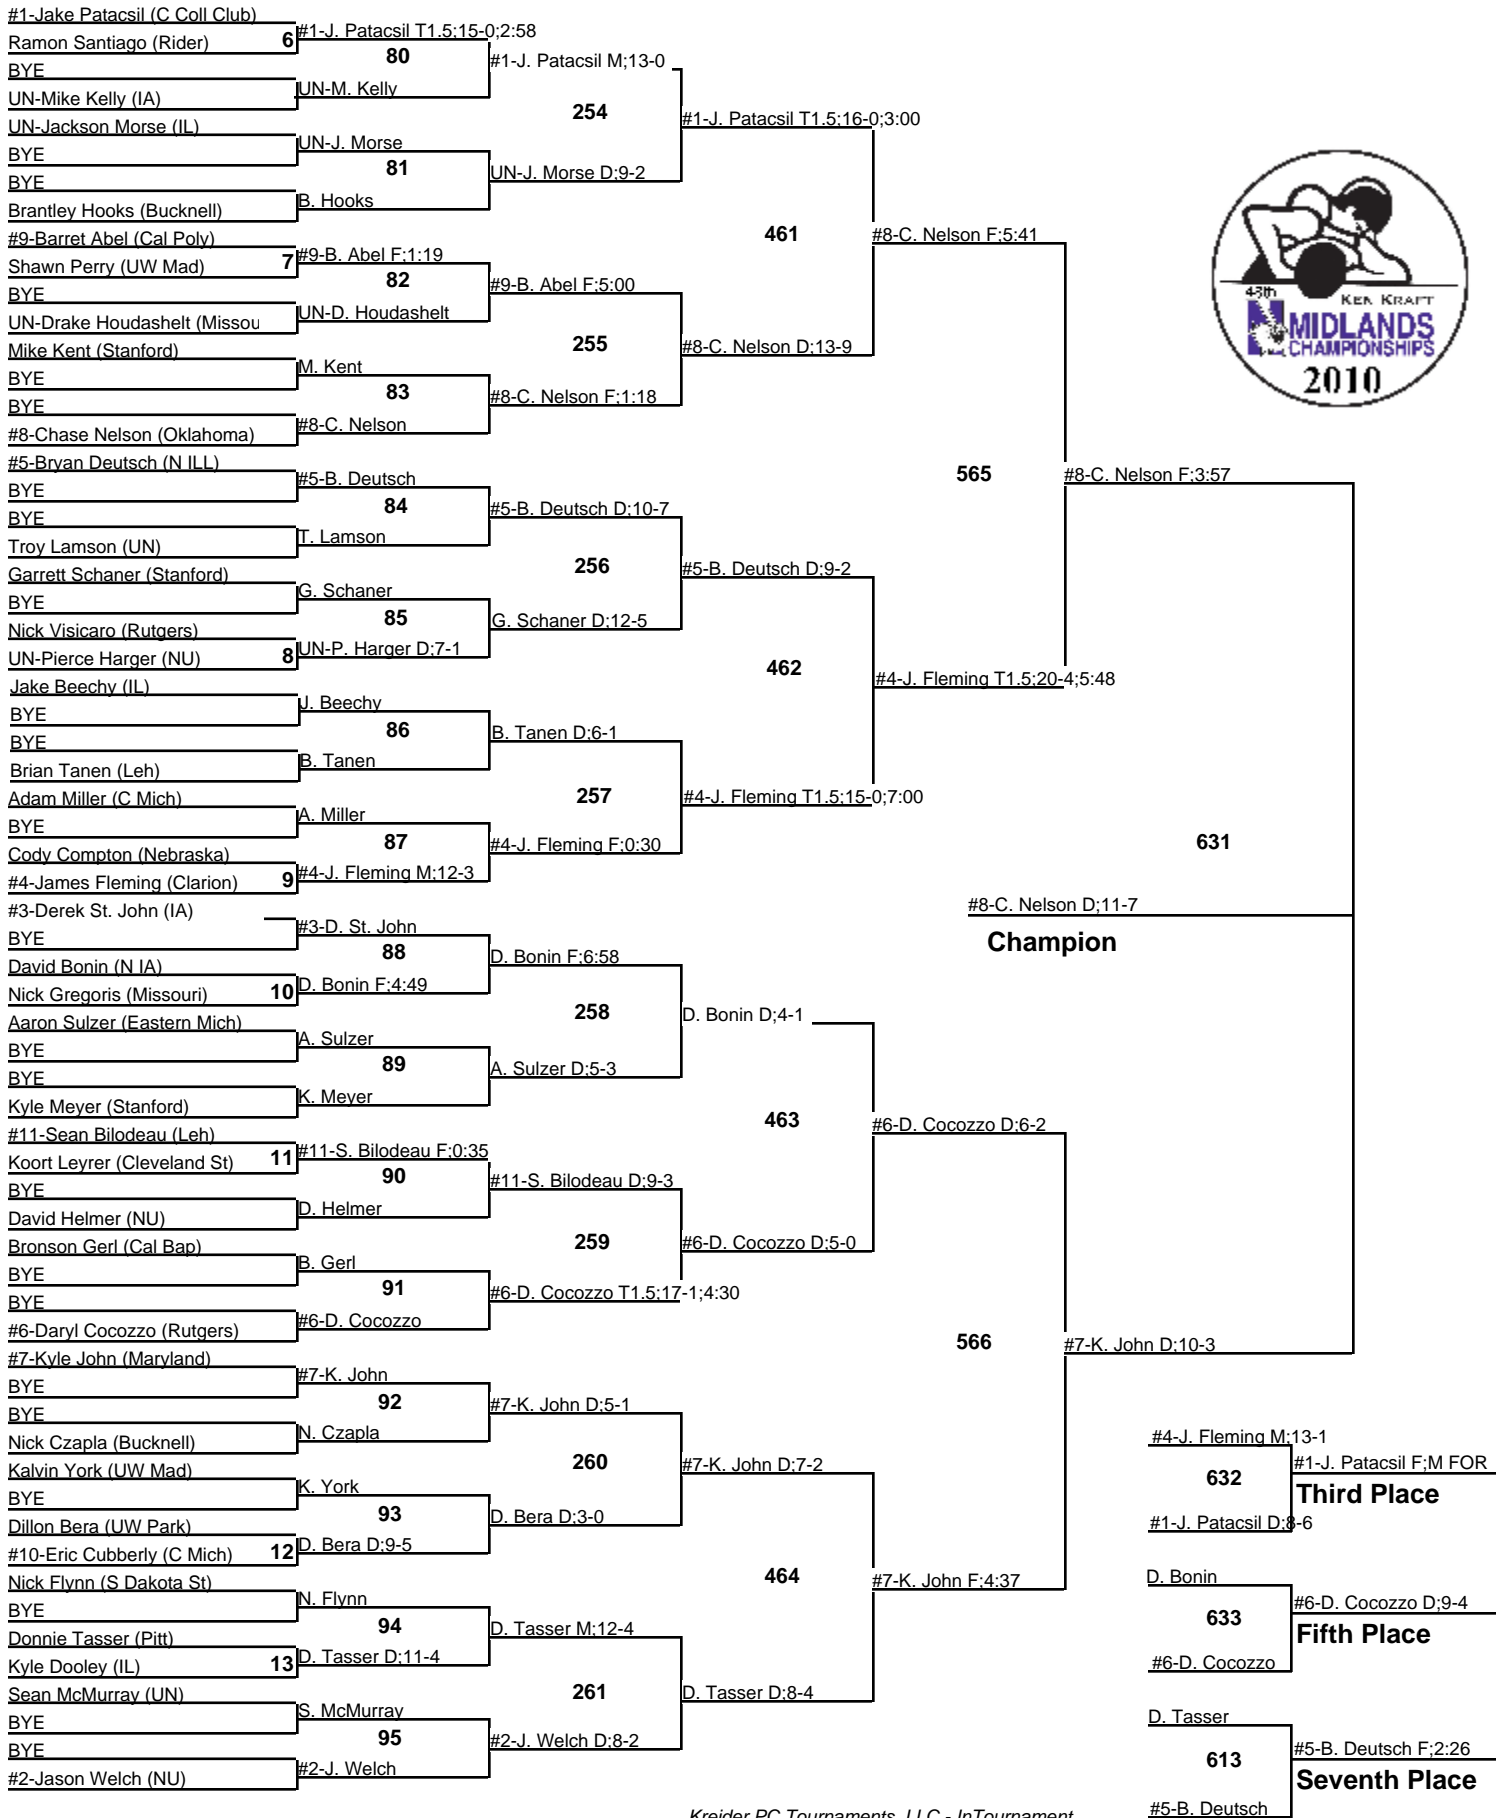 #1-Jake Patacsil (C Coll Club)
Ramon Santiago (Rider)
6
BYE
UN-Mike Kelly (IA)
UN-Jackson Morse (IL)
BYE
BYE
Brantley Hooks (Bucknell)
#9-Barret Abel (Cal Poly)
Shawn Perry (UW Mad)
7
BYE
UN-Drake Houdashelt (Missou
Mike Kent (Stanford)
BYE
BYE
#8-Chase Nelson (Oklahoma)
#5-Bryan Deutsch (N ILL)
BYE
BYE
Troy Lamson (UN)
Garrett Schaner (Stanford)
BYE
Nick Visicaro (Rutgers)
UN-Pierce Harger (NU)
8
Jake Beechy (IL)
BYE
BYE
Brian Tanen (Leh)
Adam Miller (C Mich)
BYE
Cody Compton (Nebraska)
#4-James Fleming (Clarion)
9
#3-Derek St. John (IA)
BYE
David Bonin (N IA)
Nick Gregoris (Missouri)
10
Aaron Sulzer (Eastern Mich)
BYE
BYE
Kyle Meyer (Stanford)
#11-Sean Bilodeau (Leh)
Koort Leyrer (Cleveland St)
11
BYE
David Helmer (NU)
Bronson Gerl (Cal Bap)
BYE
BYE
#6-Daryl Cocozzo (Rutgers)
#7-Kyle John (Maryland)
BYE
BYE
Nick Czapla (Bucknell)
Kalvin York (UW Mad)
BYE
Dillon Bera (UW Park)
#10-Eric Cubberly (C Mich)
12
Nick Flynn (S Dakota St)
BYE
Donnie Tasser (Pitt)
Kyle Dooley (IL)
13
Sean McMurray (UN)
BYE
BYE
#2-Jason Welch (NU)
#1-J. Patacsil T1.5;15-0;2:58
80
UN-M. Kelly
UN-J. Morse
81
B. Hooks
#9-B. Abel F;1:19
82
UN-D. Houdashelt
M. Kent
83
#8-C. Nelson
#5-B. Deutsch
84
T. Lamson
G. Schaner
85
UN-P. Harger D;7-1
J. Beechy
86
B. Tanen
A. Miller
87
#4-J. Fleming M;12-3
#3-D. St. John
88
D. Bonin F;4:49
A. Sulzer
89
K. Meyer
#11-S. Bilodeau F;0:35
90
D. Helmer
B. Gerl
91
#6-D. Cocozzo
#7-K. John
92
N. Czapla
K. York
93
D. Bera D;9-5
N. Flynn
94
D. Tasser D;11-4
S. McMurray
95
#2-J. Welch
#1-J. Patacsil M;13-0
254
UN-J. Morse D;9-2
#9-B. Abel F;5:00
255
#8-C. Nelson F;1:18
#5-B. Deutsch D;10-7
256
G. Schaner D;12-5
B. Tanen D;6-1
257
#4-J. Fleming F;0:30
D. Bonin F;6:58
258
A. Sulzer D;5-3
#11-S. Bilodeau D;9-3
259
#6-D. Cocozzo T1.5;17-1;4:30
#7-K. John D;5-1
260
D. Bera D;3-0
D. Tasser M;12-4
261
#2-J. Welch D;8-2
#1-J. Patacsil T1.5;16-0;3:00
461
#8-C. Nelson D;13-9
#5-B. Deutsch D;9-2
462
#4-J. Fleming T1.5;15-0;7:00
D. Bonin D;4-1
463
#6-D. Cocozzo D;5-0
#7-K. John D;7-2
464
D. Tasser D;8-4
#8-C. Nelson F;5:41
565
#4-J. Fleming T1.5;20-4;5:48
#6-D. Cocozzo D;6-2
566
#7-K. John F;4:37
#8-C. Nelson F;3:57
631
#7-K. John D;10-3
#8-C. Nelson D;11-7
Champion
48th
KEN KRAFT
N MIDLANDS
CHAMPIONSHIPS
2010
#4-J. Fleming M;13-1
632
#1-J. Patacsil D;8-6
#1-J. Patacsil F;M FOR
Third Place
D. Bonin
633
#6-D. Cocozzo
#6-D. Cocozzo D;9-4
Fifth Place
D. Tasser
613
#5-B. Deutsch
#5-B. Deutsch F;2:26
Seventh Place
Kreider PC Tournaments, LLC - InTournament